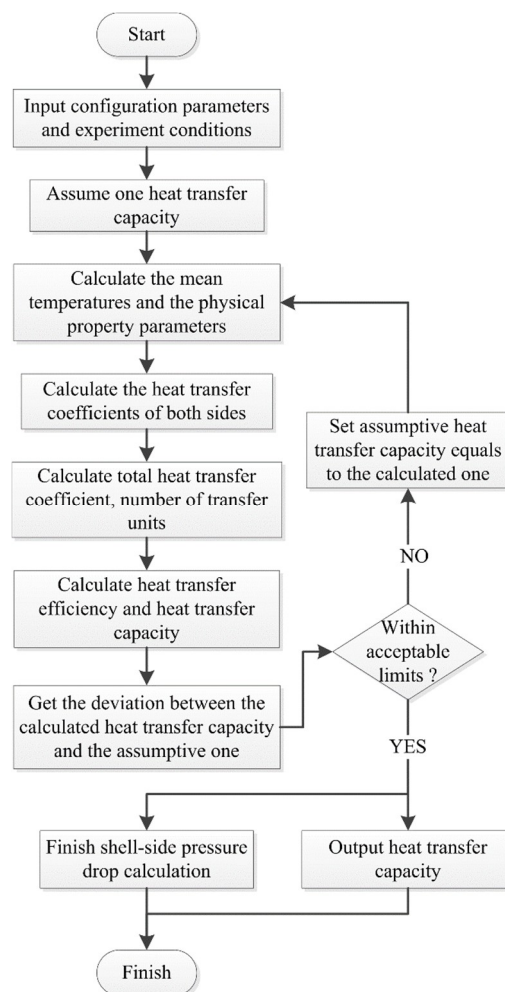 Start
Input configuration parameters
and experiment conditions
Assume one heat transfer
capacity
Calculate the mean
temperatures and the physical
property parameters
Calculate the heat transfer
coefficients of both sides
Calculate total heat transfer
coefficient, number of transfer
units
Calculate heat transfer
efficiency and heat transfer
capacity
Get the deviation between the
calculated heat transfer capacity
and the assumptive one
Within
acceptable
limits ?
NO
Set assumptive heat
transfer capacity equals
to the calculated one
YES
Finish shell-side pressure
drop calculation
Output heat transfer
capacity
Finish